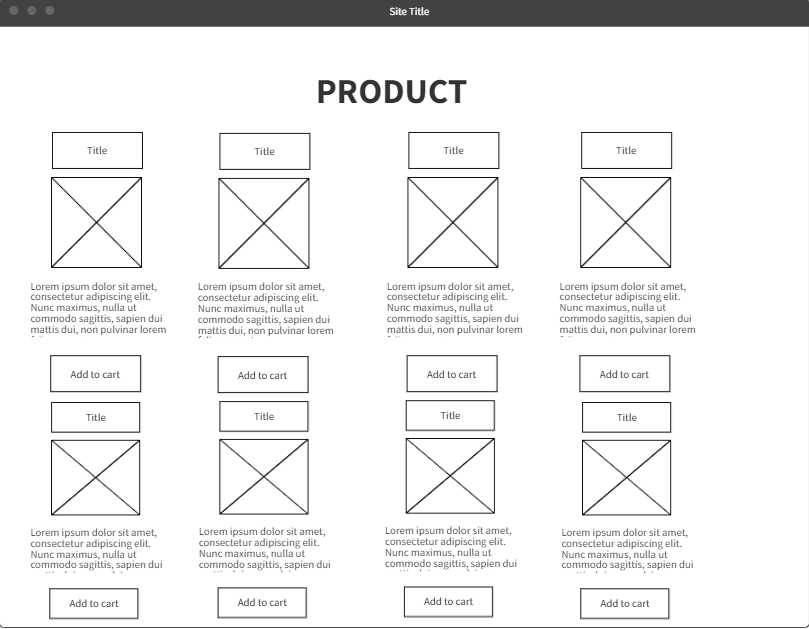 Site Title
PRODUCT
Title
Title
Title
Title
Lorem ipsum dolor sit amet,
consectetur adipiscing elit.
Nunc maximus, nulla ut
commodo sagittis, sapien dui
mattis dui, non pulvinar lorem
Lorem ipsum dolor sit amet,
consectetur adipiscing elit.
Nunc maximus, nulla ut
commodo sagittis, sapien dui
mattis dui, non pulvinar lorem
Lorem ipsum dolor sit amet,
consectetur adipiscing elit.
Nunc maximus, nulla ut
commodo sagittis, sapien dui
mattis dui, non pulvinar lorem
Lorem ipsum dolor sit amet,
consectetur adipiscing elit.
Nunc maximus, nulla ut
commodo sagittis, sapien dui
mattis dui, non pulvinar lorem
Add to cart
Add to cart
Add to cart
Add to cart
Title
Title
Title
Title
Lorem ipsum dolor sit amet,
consectetur adipiscing elit.
Nunc maximus, nulla ut
commodo sagittis, sapien dui
Lorem ipsum dolor sit amet,
consectetur adipiscing elit.
Nunc maximus, nulla ut
commodo sagittis, sapien dui
Lorem ipsum dolor sit amet,
consectetur adipiscing elit.
Nunc maximus, nulla ut
commodo sagittis, sapien dui
Lorem ipsum dolor sit amet,
consectetur adipiscing elit.
Nunc maximus, nulla ut
commodo sagittis, sapien dui
Add to cart
Add to cart
Add to cart
Add to cart